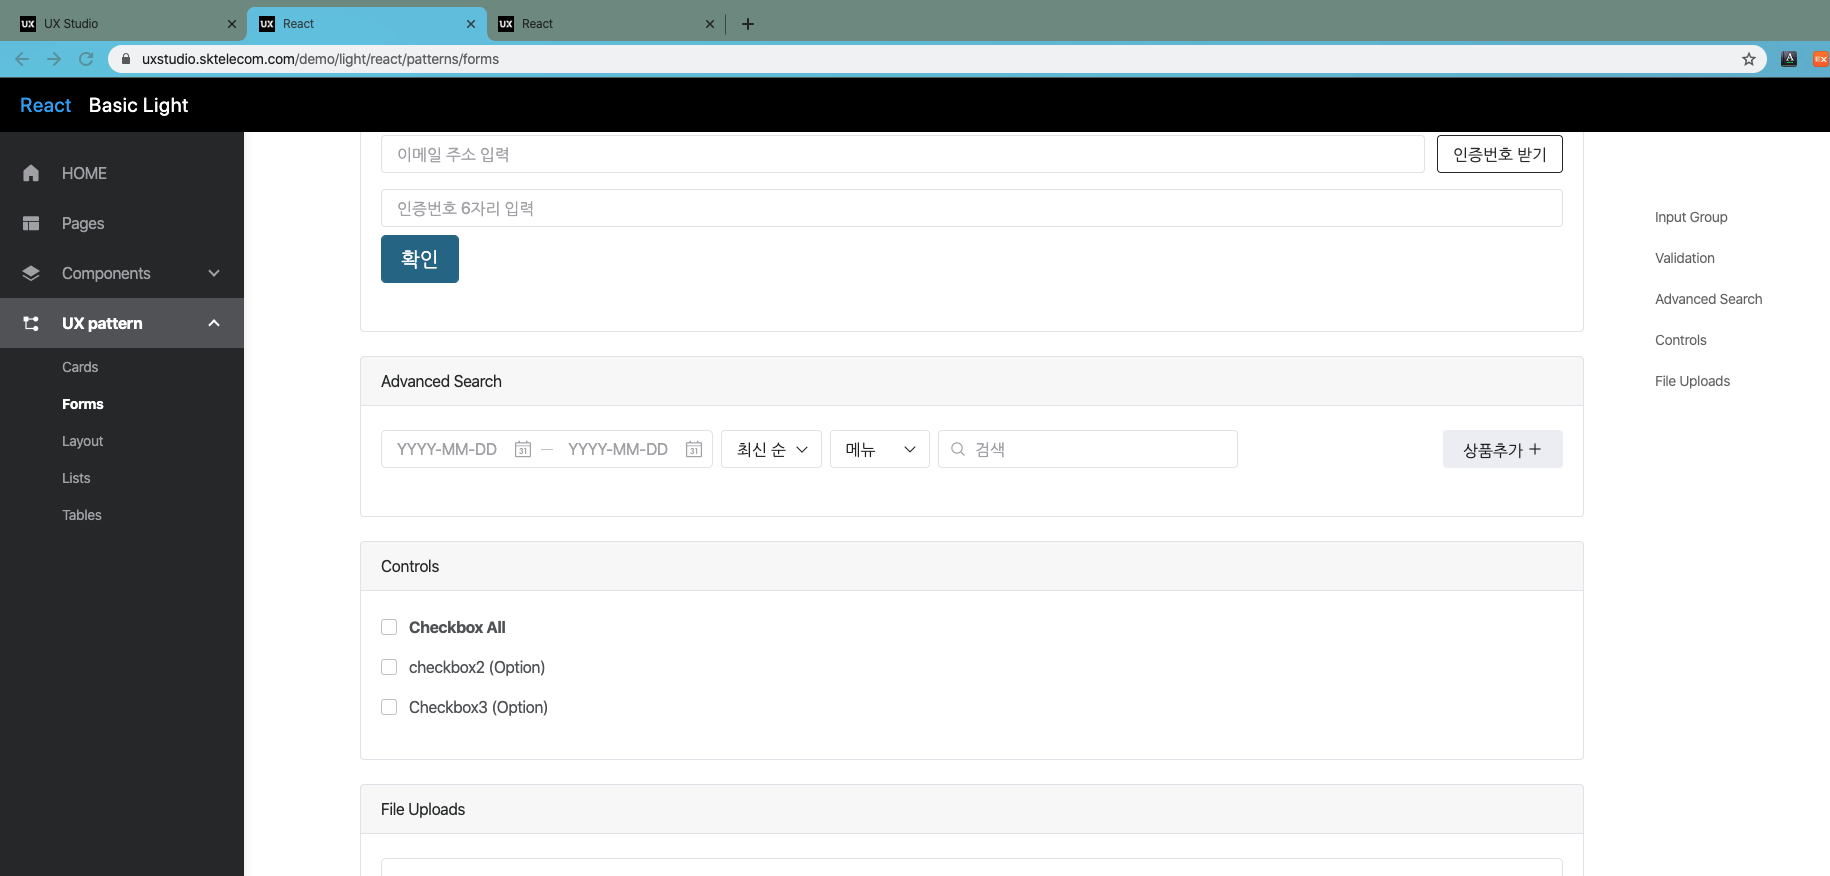 UX UX Studio
UX React
UX React
uxstudio.sktelecom.com/demo/light/react/patterns/forms
A
React Basic Light
HOME
Pages
Components
UX pattern
Cards
Forms
Layout
Lists
Tables
이메일 주소 입력
인증번호 받기
인증번호 6자리 입력
확인
Advanced Search
YYYY-MM-DD 31 — YYYY-MM-DD 31
최신 순
메뉴
검색
상품추가 +
Controls
Checkbox All
checkbox2 (Option)
Checkbox3 (Option)
File Uploads
Input Group
Validation
Advanced Search
Controls
File Uploads